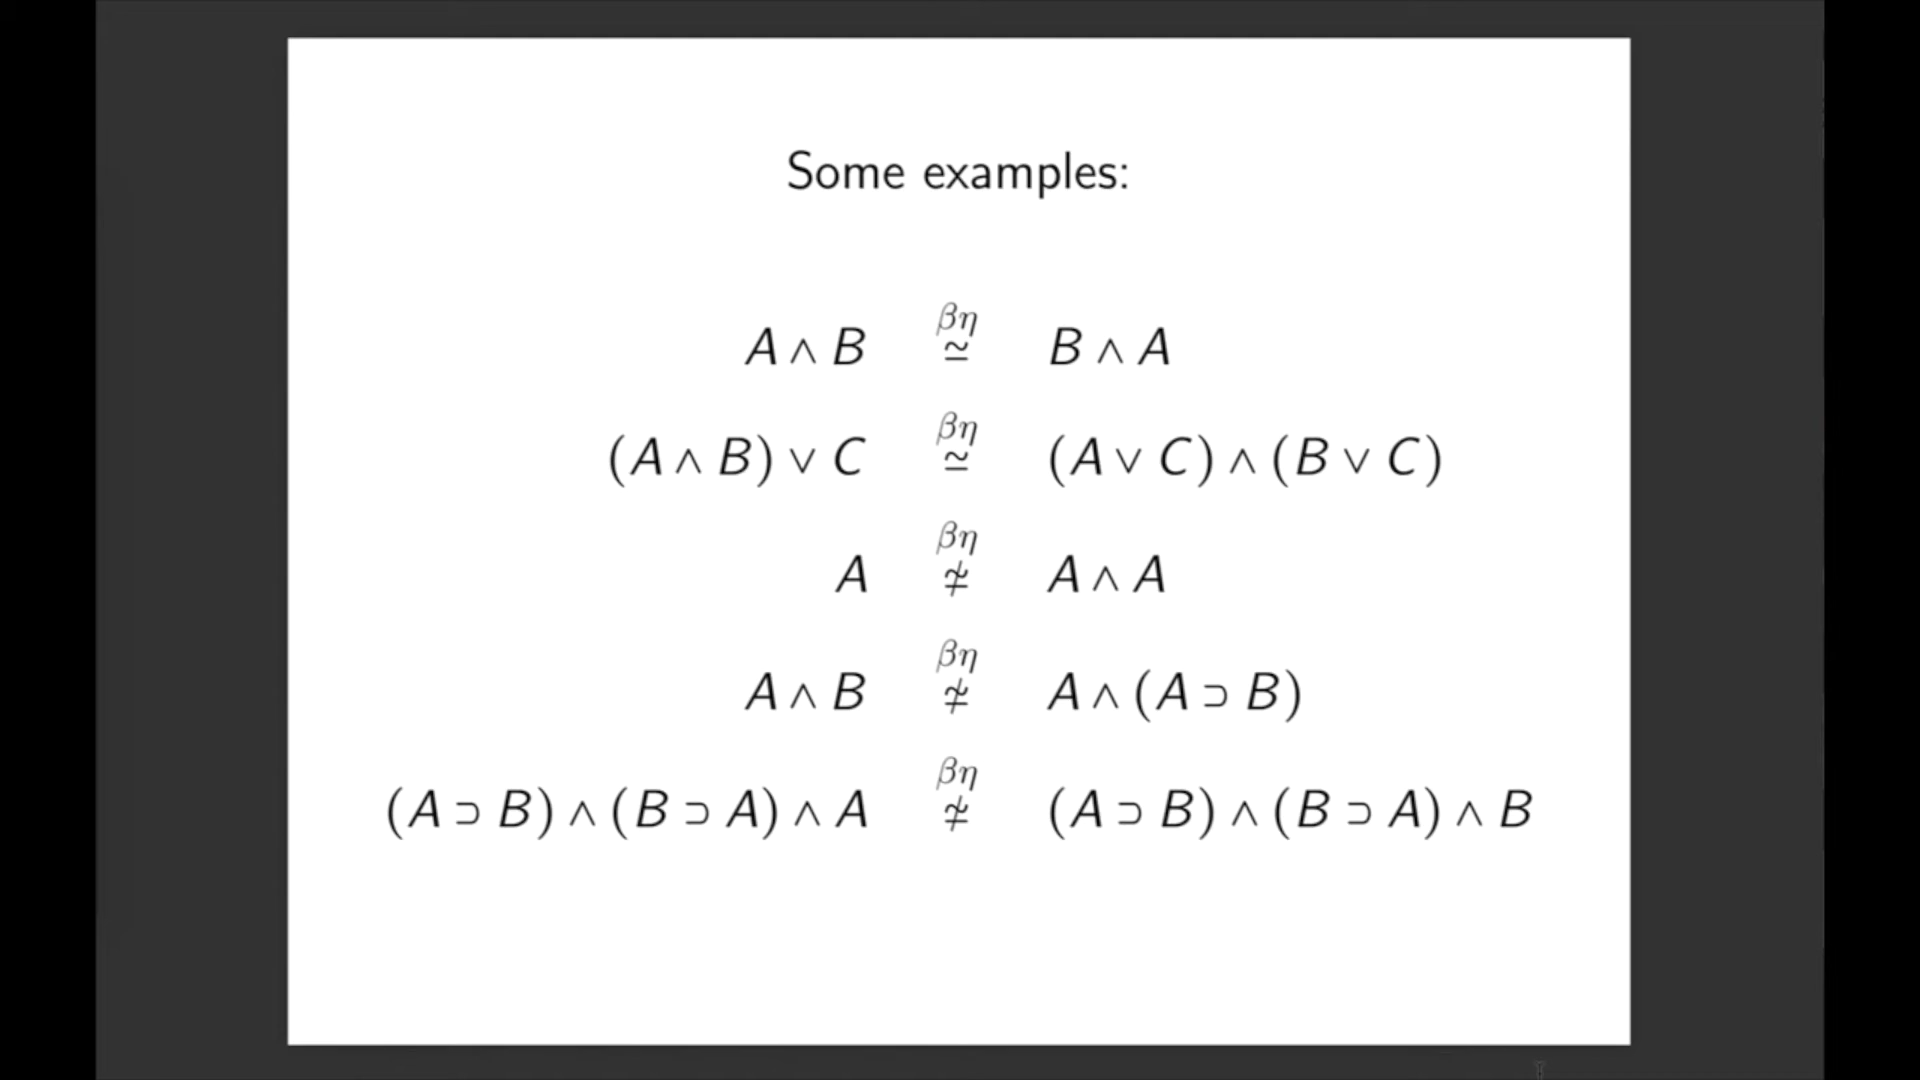 Some examples:
A ∧ B βη ≃ B ∧ A
(A ∧ B) ∨ C βη ≃ (A ∨ C) ∧ (B ∨ C)
A βη ≄ A ∧ A
A ∧ B βη ≄ A ∧ (A ⊃ B)
(A ⊃ B) ∧ (B ⊃ A) ∧ A βη ≄ (A ⊃ B) ∧ (B ⊃ A) ∧ B